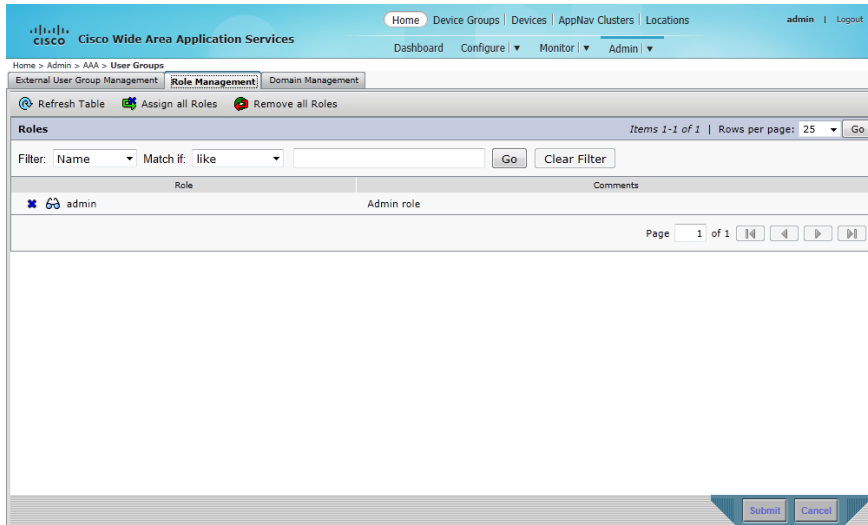 Home Device Groups | Devices | AppNav Clusters | Locations
admin | Logout
CISCO Cisco Wide Area Application Services
Dashboard Configure | Monitor | Admin |
Home > Admin > AAA > User Groups
External User Group Management Role Management Domain Management
Refresh Table Assign all Roles Remove all Roles
Roles Items 1-1 of 1 | Rows per page: 25 Go
Filter: Name Match if: like Go Clear Filter
Role Comments
admin Admin role
Page 1 of 1
Submit Cancel